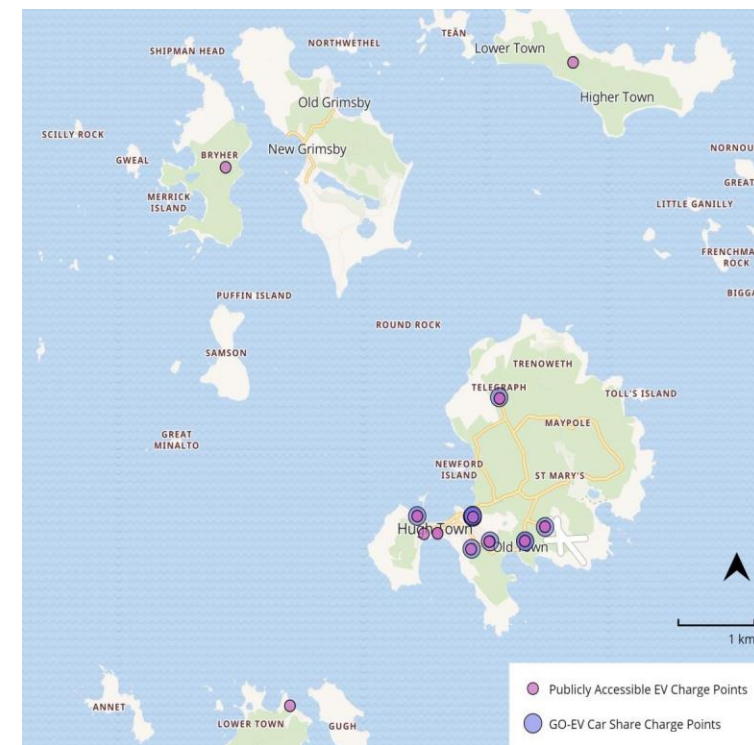 TEÄN
NORTHWETHEL
SHIPMAN HEAD
Lower Town
Higher Town
Old Grimsby
SCILLY ROCK
New Grimsby
NORNOU
BRYHER
GWEAL
GREAT
MERRICK
ISLAND
LITTLE GANILLY
FRENCHMA
ROCK
PUFFIN ISLAND
BIGGA
ROUND ROCK
SAMSON
TRENOWETH
TELEGRAPH
TOLL'S ISLAND
MAYPOLE
GREAT
MINALTO
NEWFORD
ISLAND
ST MARY'S
Hugh Town
Old Town
1 km
Publicly Accessible EV Charge Points
GO-EV Car Share Charge Points
ANNET
LOWER TOWN
GUGH